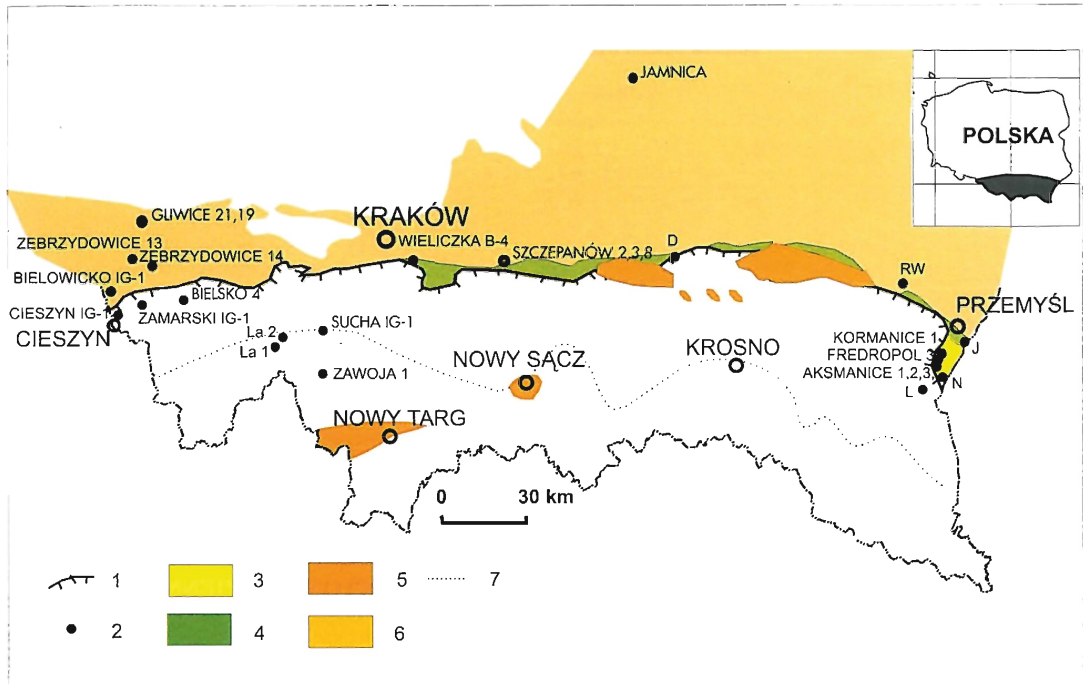 JAMNICA
POLSKA
GLIWICE 21,19
KRAKÓW
ZEBRZYDOWICE 13
WIELICZKA B-4
SZCZEPANÓW 2,3,8
D
ZEBRZYDOWICE 14
BIELOWICKO IG-1
RW
BIELSKO 4
PRZEMYŚL
CIESZYN IG-1
ZAMARSKI IG-1
CIESZYN
La 2
SUCHA IG-1
KORMANICE 1
J
La 1
FREDROPOL 3
NOWY SĄCZ
KROSNO
ZAWOJA 1
AKSMANICE 1,2,3,
N
L
NOWY TARG
0 30 km
1 3 5 7
2 4 6